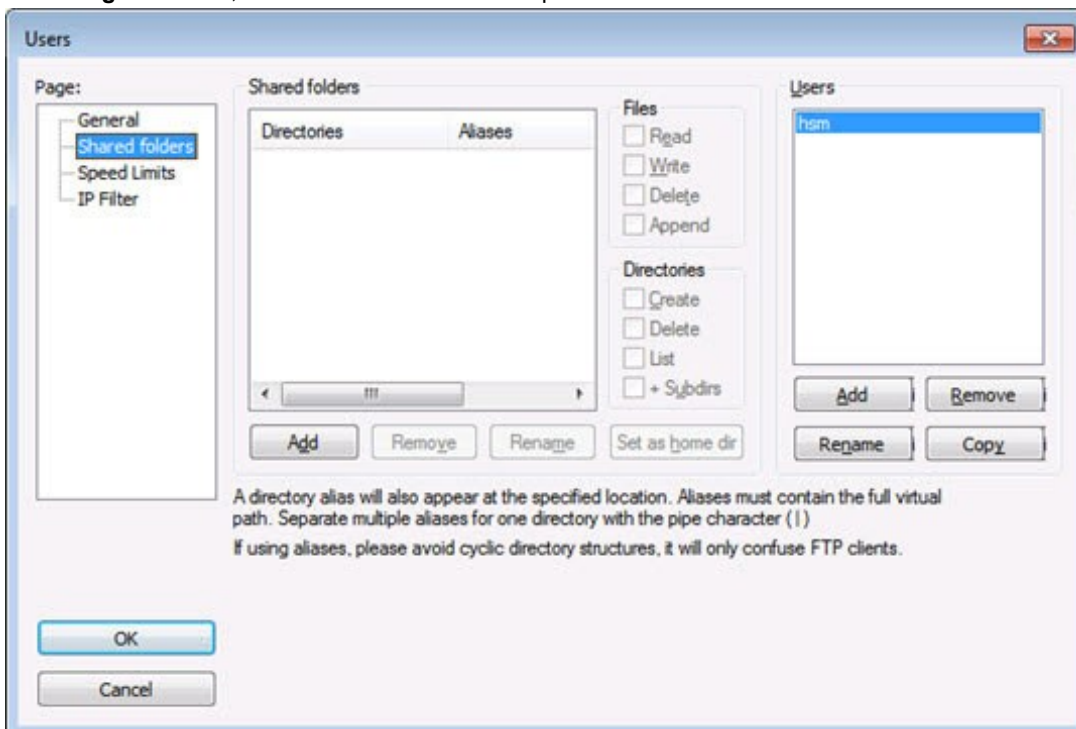 Users
Page:
General
Shared folders
Speed Limits
IP Filter
Shared folders
Directories Aliases
Files
Read
Write
Delete
Append
Directories
Create
Delete
List
+ Subdirs
Add Remove Rename Set as home dir
Users
hsm
Add Remove
Rename Copy
A directory alias will also appear at the specified location. Aliases must contain the full virtual
path. Separate multiple aliases for one directory with the pipe character (|)
If using aliases, please avoid cyclic directory structures, it will only confuse FTP clients.
OK
Cancel